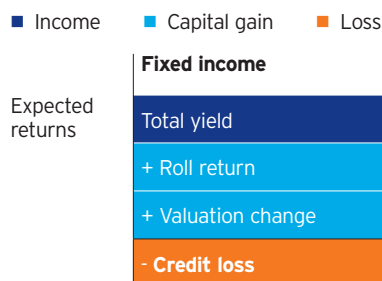 Income Capital gain Loss
Fixed income
Expected
returns
Total yield
+ Roll return
+ Valuation change
- Credit loss